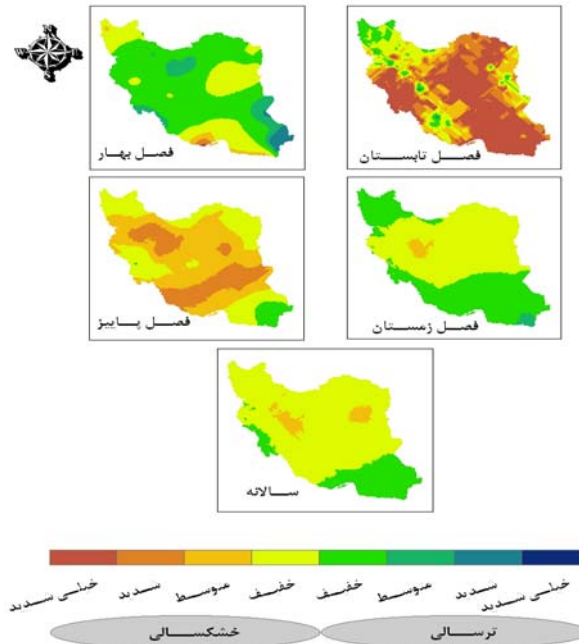 فصل بهار
فصل تابستان
فصل پاییز
فصل زمستان
سالانه
خیلی شدید
شدید
متوسط
خفیف
خفیف
متوسط
شدید
خیلی شدید
خشکسالی
ترسالی